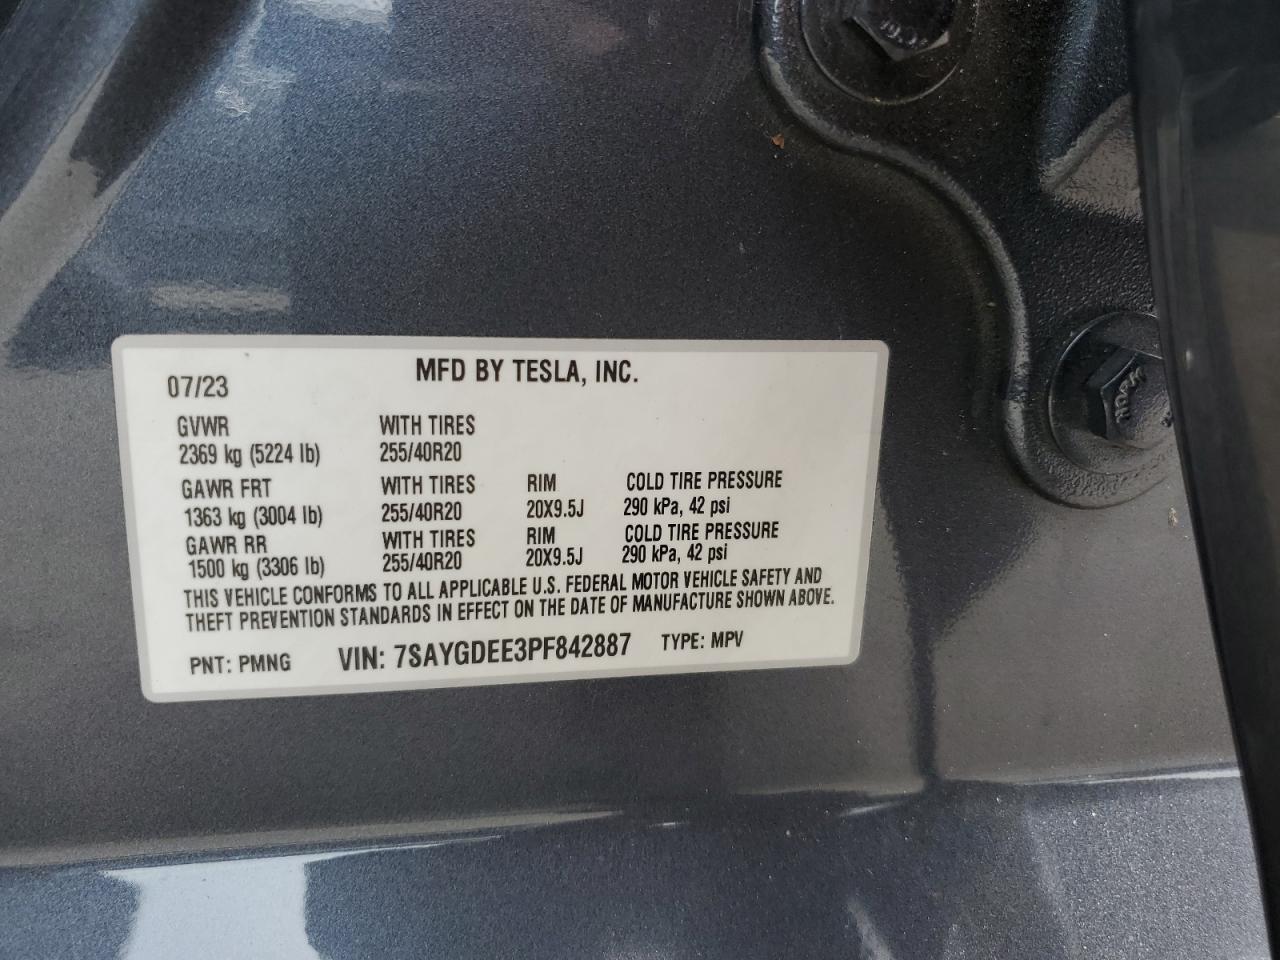 MFD BY TESLA, INC.
07/23
GVWR WITH TIRES
2369 kg (5224 lb) 255/40R20
GAWR FRT WITH TIRES RIM COLD TIRE PRESSURE
1363 kg (3004 lb) 255/40R20 20X9.5J 290 kPa, 42 psi
GAWR RR WITH TIRES RIM COLD TIRE PRESSURE
1500 kg (3306 lb) 255/40R20 20X9.5J 290 kPa, 42 psi
THIS VEHICLE CONFORMS TO ALL APPLICABLE U.S. FEDERAL MOTOR VEHICLE SAFETY AND
THEFT PREVENTION STANDARDS IN EFFECT ON THE DATE OF MANUFACTURE SHOWN ABOVE.
PNT: PMNG VIN: 7SAYGDEE3PF842887 TYPE: MPV